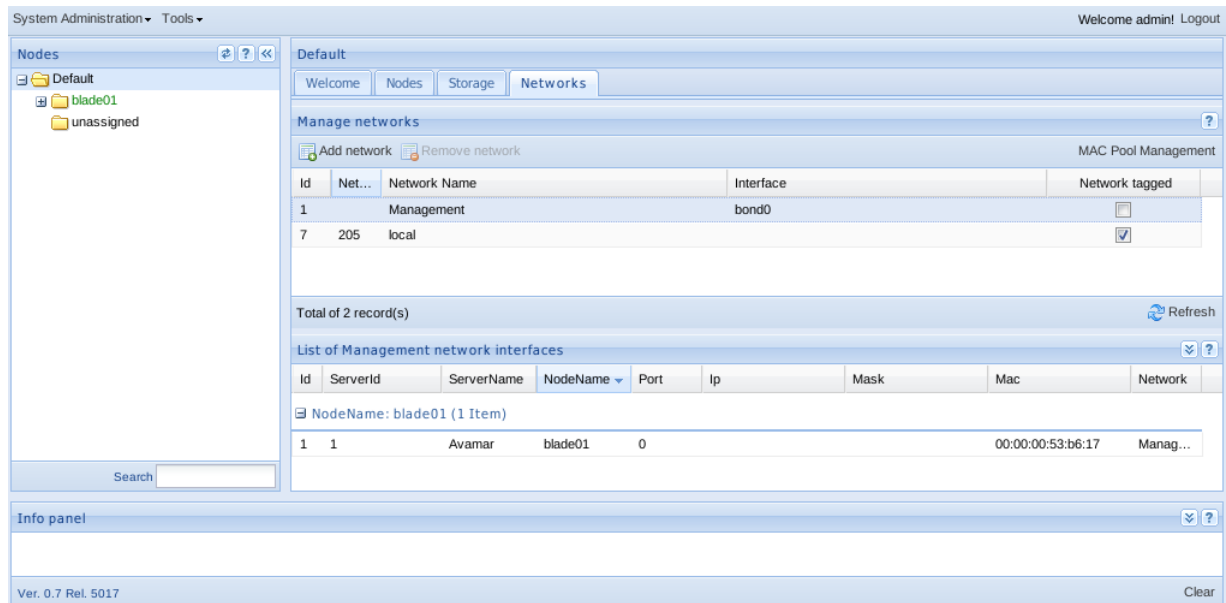 System Administration Tools Welcome admin! Logout
Nodes
Default
blade01
unassigned
Search
Default
Welcome Nodes Storage Networks
Manage networks
Add network Remove network MAC Pool Management
Id Net... Network Name Interface Network tagged
1 Management bond0
7 205 local
Total of 2 record(s) Refresh
List of Management network interfaces
Id ServerId ServerName NodeName Port Ip Mask Mac Network
NodeName: blade01 (1 Item)
1 1 Avamar blade01 0 00:00:00:53:b6:17 Manag...
Info panel
Ver. 0.7 Rel. 5017 Clear